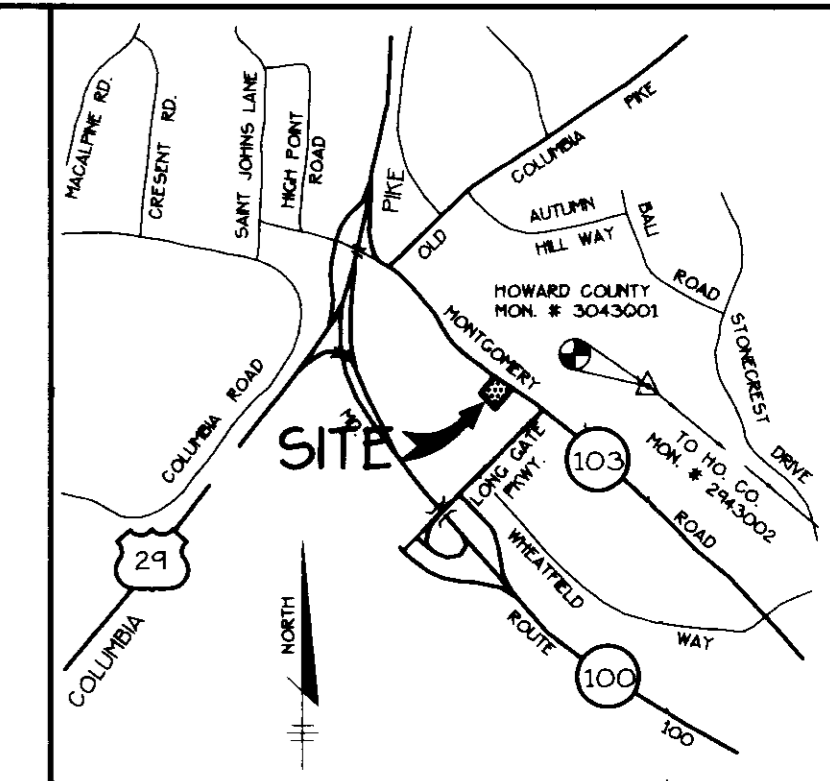 MACALPINE RD.
CRESENT RD.
SAINT JOHNS LANE
HIGH POINT
ROAD
PIKE
OLD
COLUMBIA
PIKE
AUTUMN
HILL WAY
BALI
ROAD
STONECREST
DRIVE
HOWARD COUNTY
MON. # 3043001
MONTGOMERY
103
ROAD
TO HO. CO.
MON. # 2943002
COLUMBIA ROAD
SITE
MD.
LONG GATE
PKWY.
WHEATFIELD
WAY
ROUTE
100
100
29
COLUMBIA
NORTH